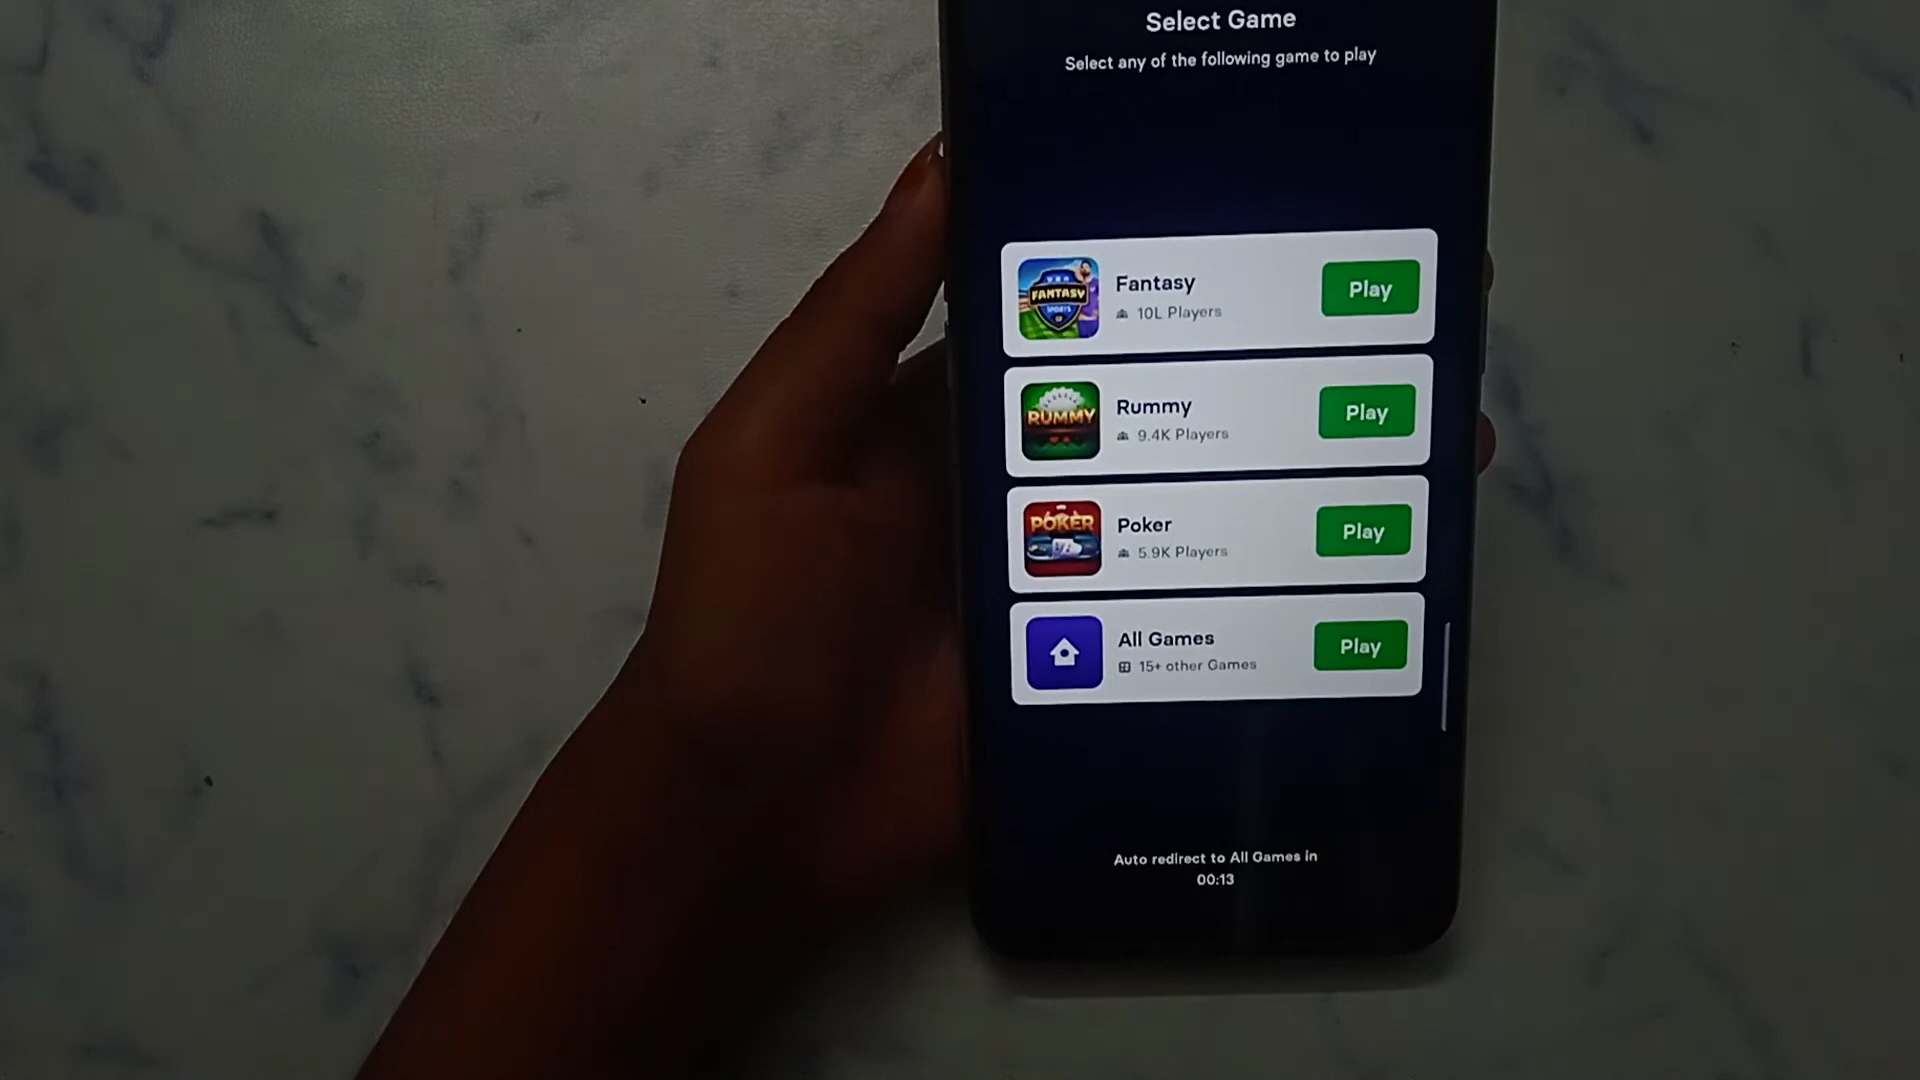 Select Game
Select any of the following game to play
FANTASY
SPORTS
Fantasy
10L Players
Play
RUMMY
Rummy
9.4K Players
Play
POKER
Poker
5.9K Players
Play
All Games
15+ other Games
Play
Auto redirect to All Games in
00:13